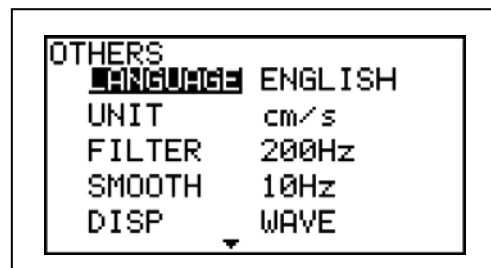 OTHERS
LANGUAGE ENGLISH
UNIT cm/s
FILTER 200Hz
SMOOTH 10Hz
DISP WAVE